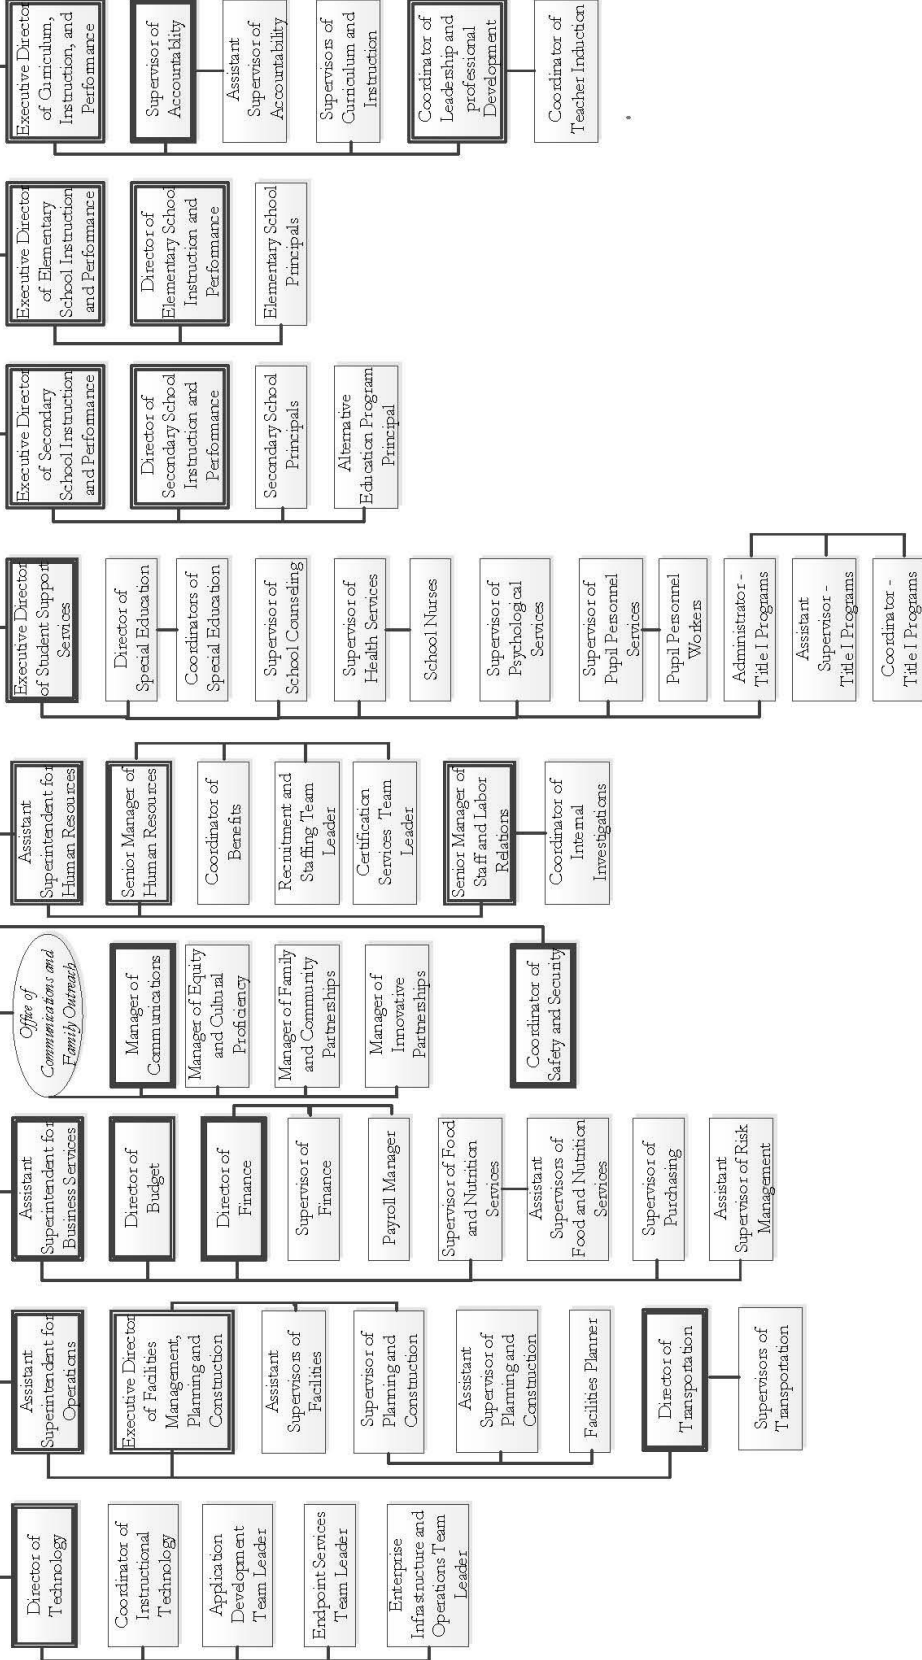 Director of
Technology
Coordinator of
Instructional
Technology
Application
Development
Team Leader
Endpoint Services
Team Leader
Enterprise
Infrastructure and
Operations Team
Leader
Assistant
Superintendent for
Operations
Executive Director
of Facilities
Management,
Planning and
Construction
Assistant
Supervisors of
Facilities
Supervisor of
Planning and
Construction
Assistant
Supervisor of
Planning and
Construction
Facilities Planner
Director of
Transportation
Supervisors of
Transportation
Assistant
Superintendent for
Business Services
Director of
Budget
Director of
Finance
Supervisor of
Finance
Payroll Manager
Supervisor of Food
and Nutrition
Services
Assistant
Supervisors of
Food and Nutrition
Services
Supervisor of
Purchasing
Assistant
Supervisor of Risk
Management
Office of
Communications and
Family Outreach
Manager of
Communications
Manager of Equity
and Cultural
Proficiency
Manager of Family
and Community
Partnerships
Manager of
Innovative
Partnerships
Coordinator of
Safety and Security
Assistant
Superintendent for
Human Resources
Senior Manager of
Human Resources
Coordinator of
Benefits
Recruitment and
Staffing Team
Leader
Certification
Services Team
Leader
Senior Manager of
Staff and Labor
Relations
Coordinator of
Internal
Investigations
Executive Director
of Student Support
Services
Director of
Special Education
Coordinators of
Special Education
Supervisor of
School Counseling
Supervisor of
Health Services
School Nurses
Supervisor of
Psychological
Services
Supervisor of
Pupil Personnel
Services
Pupil Personnel
Workers
Administrator -
Title I Programs
Assistant
Supervisor -
Title I Programs
Coordinator -
Title I Programs
Executive Director
of Secondary
School Instruction
and Performance
Director of
Secondary School
Instruction and
Performance
Secondary School
Principals
Alternative
Education Program
Principal
Executive Director
of Elementary
School Instruction
and Performance
Director of
Elementary School
Instruction and
Performance
Elementary School
Principals
Executive Director
of Curriculum,
Instruction, and
Performance
Supervisor of
Accountablity
Assistant
Supervisor of
Accountability
Supervisors of
Curriculum and
Instruction
Coordinator of
Leadership and
professional
Development
Coordinator of
Teacher Induction